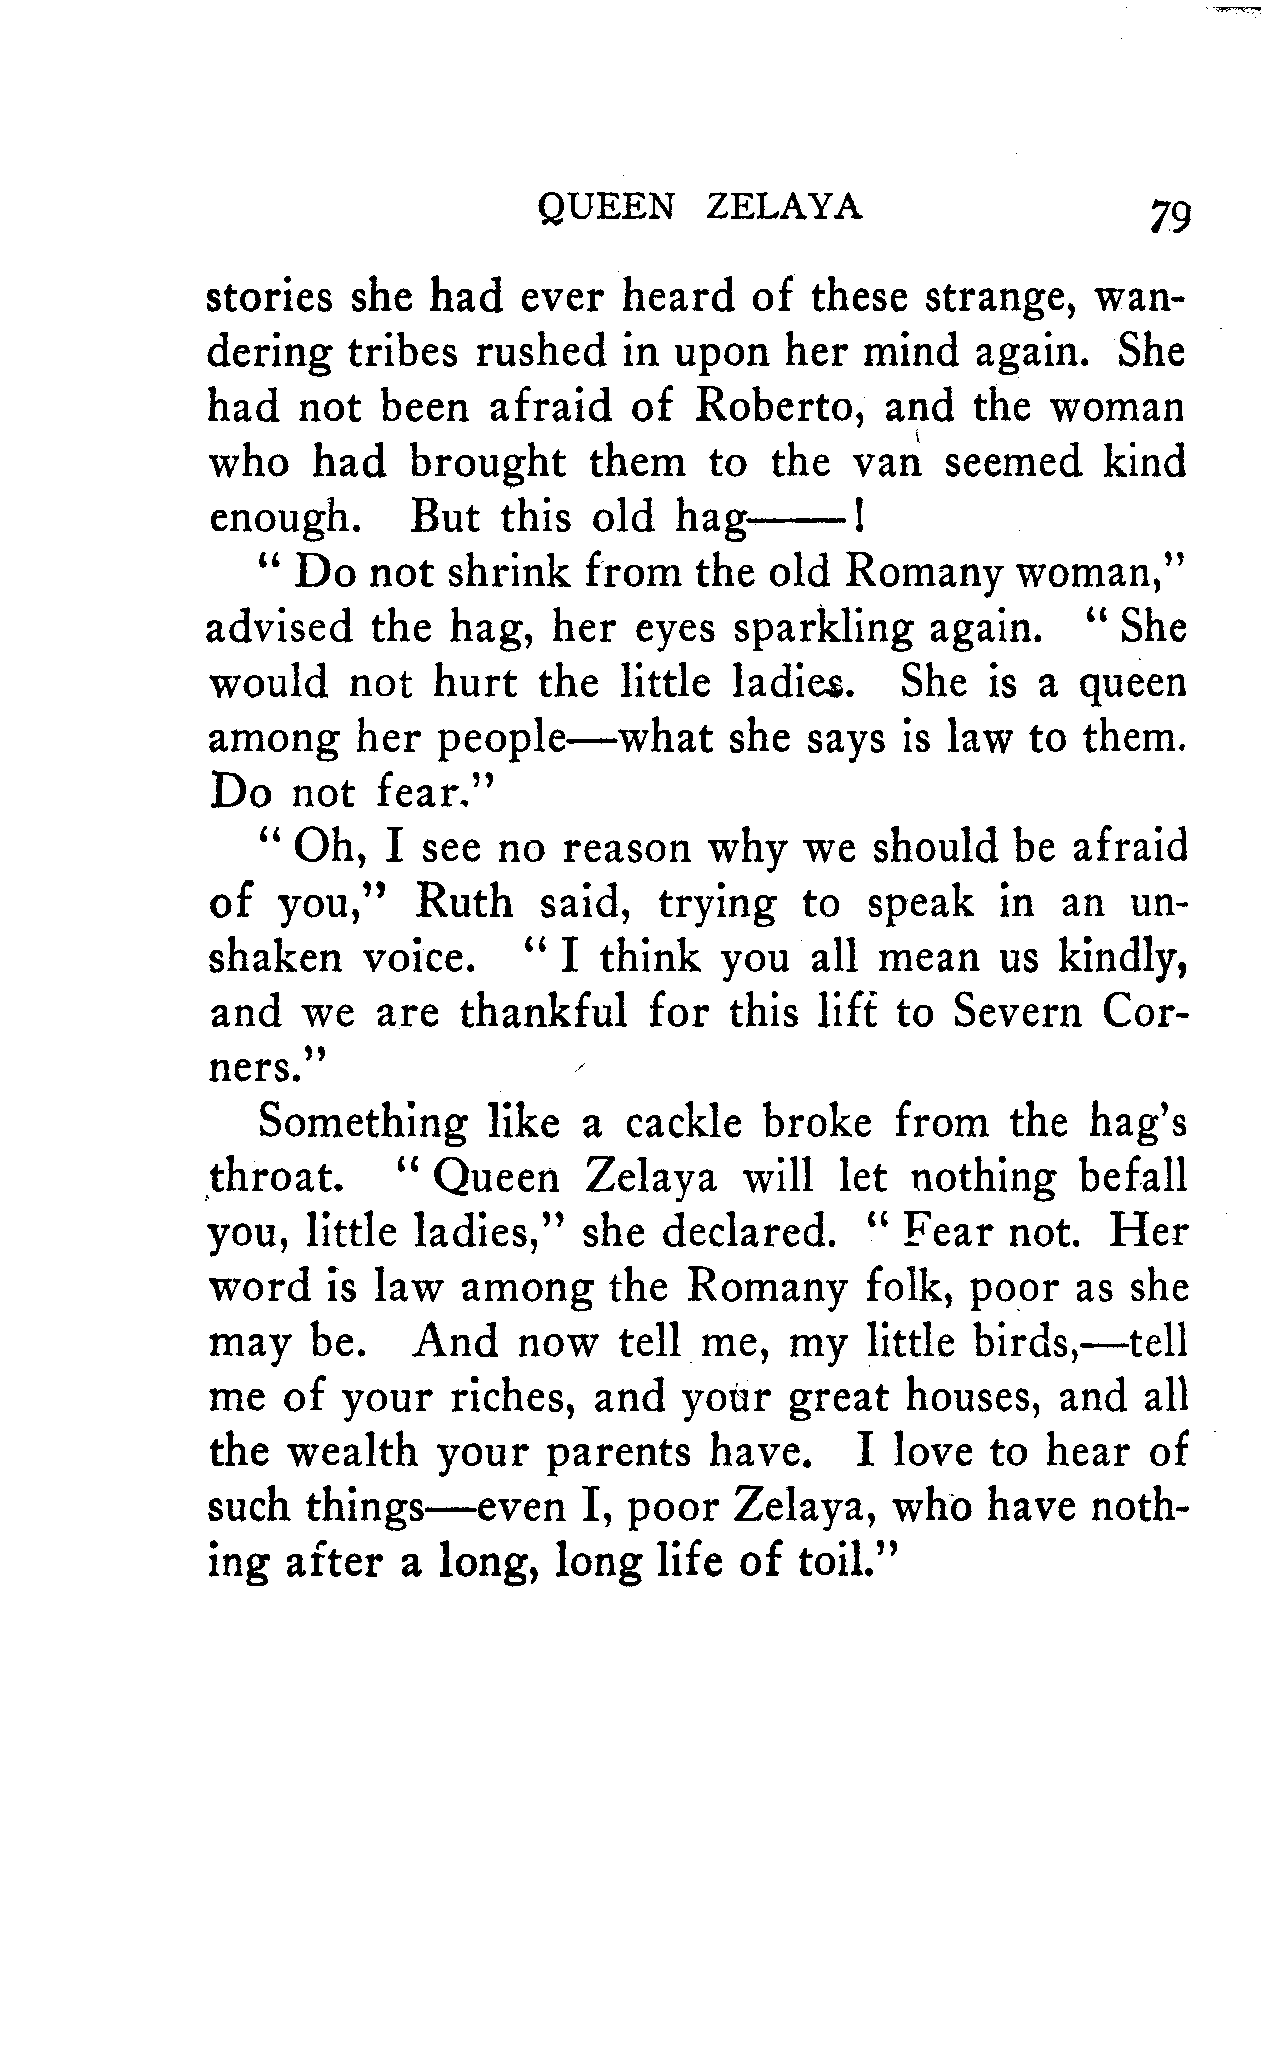 QUEEN ZELAYA 79
stories she had ever heard of these strange, wan-
dering tribes rushed in upon her mind again. She
had not been afraid of Roberto, and the woman
who had brought them to the van seemed kind
enough. But this old hag——!
“ Do not shrink from the old Romany woman,”
advised the hag, her eyes sparkling again. “ She
would not hurt the little ladies. She is a queen
among her people—what she says is law to them.
Do not fear.”
“ Oh, I see no reason why we should be afraid
of you,” Ruth said, trying to speak in an un-
shaken voice. “ I think you all mean us kindly,
and we are thankful for this lift to Severn Cor-
ners.”
Something like a cackle broke from the hag’s
throat. “ Queen Zelaya will let nothing befall
you, little ladies,” she declared. “ Fear not. Her
word is law among the Romany folk, poor as she
may be. And now tell me, my little birds,—tell
me of your riches, and your great houses, and all
the wealth your parents have. I love to hear of
such things—even I, poor Zelaya, who have noth-
ing after a long, long life of toil.”